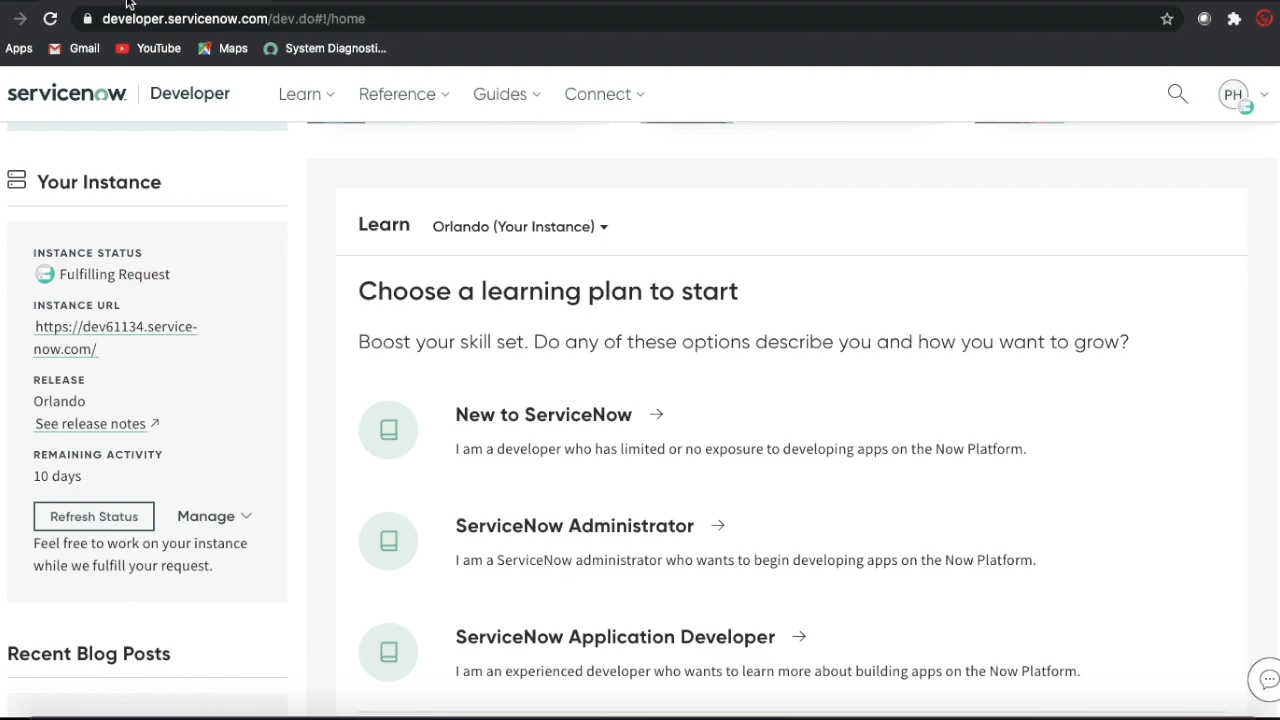 developer.servicenow.com/dev.do#!/home
Apps Gmail YouTube Maps System Diagnosti...
servicenow Developer Learn Reference Guides Connect PH
Your Instance
INSTANCE STATUS
Fulfilling Request
INSTANCE URL
https://dev61134.service-
now.com/
RELEASE
Orlando
See release notes
REMAINING ACTIVITY
10 days
Refresh Status Manage
Feel free to work on your instance
while we fulfill your request.
Recent Blog Posts
Learn Orlando (Your Instance)
Choose a learning plan to start
Boost your skill set. Do any of these options describe you and how you want to grow?
New to ServiceNow
I am a developer who has limited or no exposure to developing apps on the Now Platform.
ServiceNow Administrator
I am a ServiceNow administrator who wants to begin developing apps on the Now Platform.
ServiceNow Application Developer
I am an experienced developer who wants to learn more about building apps on the Now Platform.